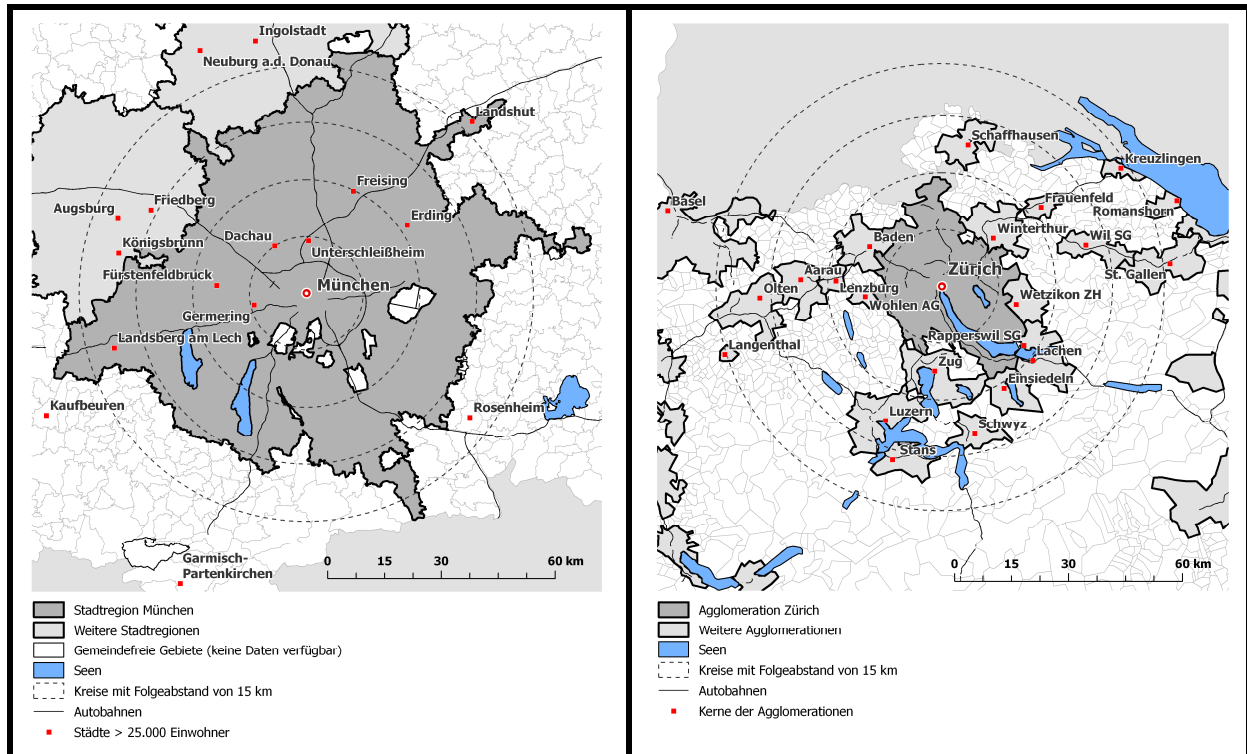 Ingolstadt
Neuburg a.d. Donau
Landshut
Freising
Friedberg
Augsburg
Erding
Dachau
Königsbrunn
Unterschleißheim
Fürstenfeldbruck
München
Germering
Landsberg am Lech
Kaufbeuren
Rosenheim
Garmisch-
Partenkirchen
0 15 30 60 km
Stadtregion München
Weitere Stadtregionen
Gemeindefreie Gebiete (keine Daten verfügbar)
Seen
Kreise mit Folgeabstand von 15 km
Autobahnen
Städte > 25.000 Einwohner
Schaffhausen
Kreuzlingen
Basel
Frauenfeld
Romanshorn
Winterthur
Wil SG
Baden
St. Gallen
Aarau
Zürich
Olten
Lenzburg
Wohlen AG
Wetzikon ZH
Rapperswil SG
Langenthal
Lachen
Zug
Einsiedeln
Luzern
Schwyz
Stans
0 15 30 60 km
Agglomeration Zürich
Weitere Agglomerationen
Seen
Kreise mit Folgeabstand von 15 km
Autobahnen
Kerne der Agglomerationen